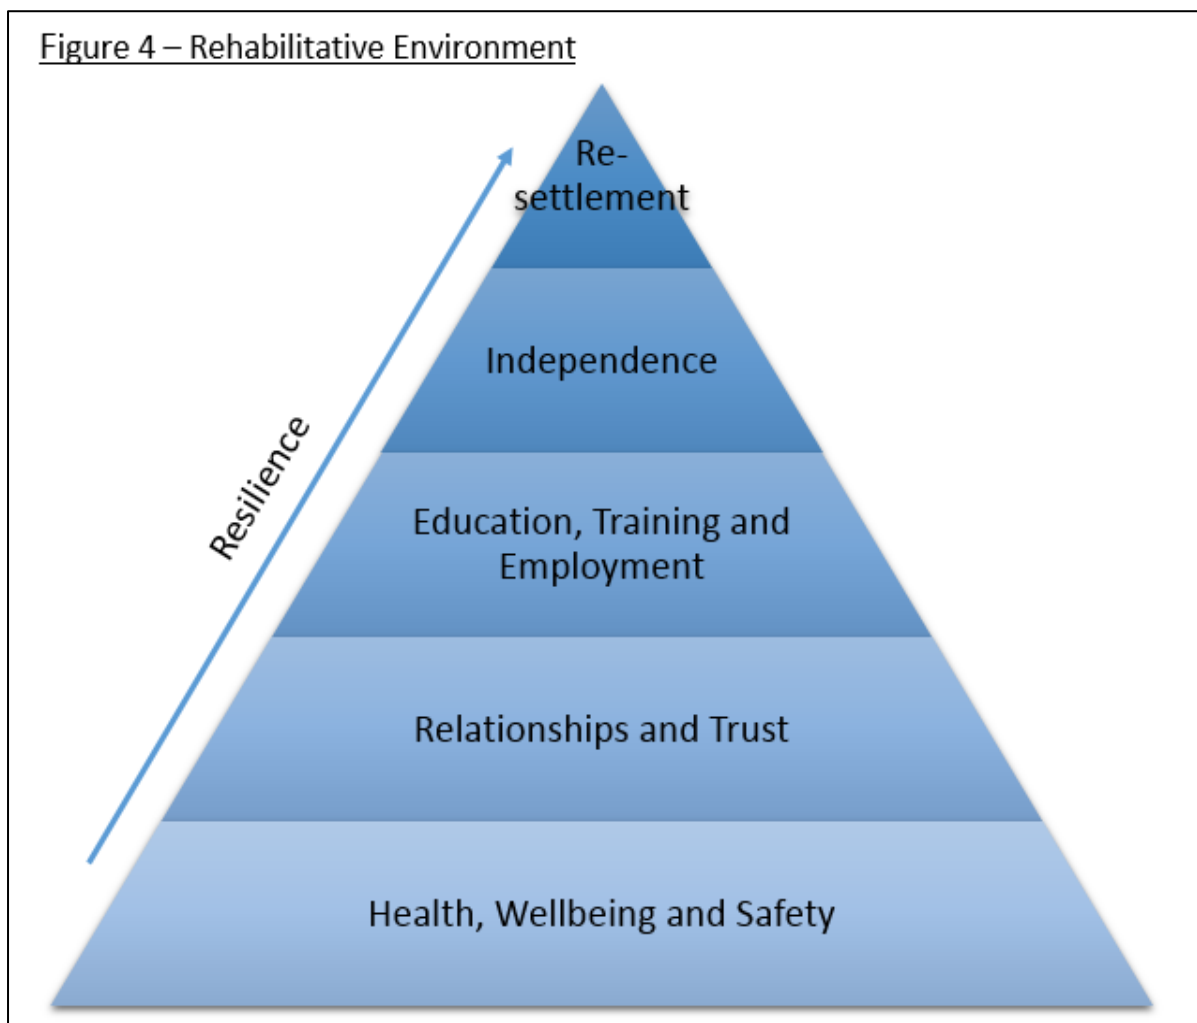 Figure 4 – Rehabilitative Environment
Re-
settlement
Resilience
Independence
Education, Training and
Employment
Relationships and Trust
Health, Wellbeing and Safety